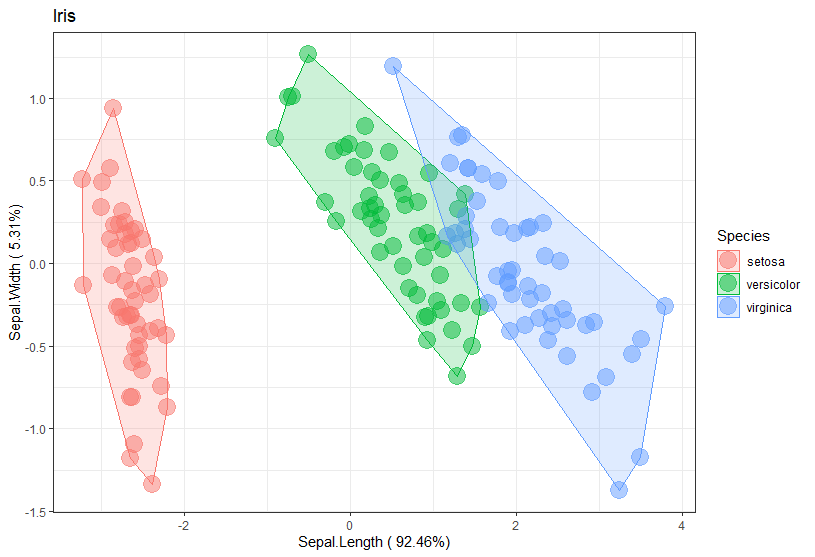 Iris
1.0
0.5
0.0
-0.5
-1.0
-1.5
-2
0
2
4
Sepal.Width ( 5.31%)
Sepal.Length ( 92.46%)
Species
setosa
versicolor
virginica